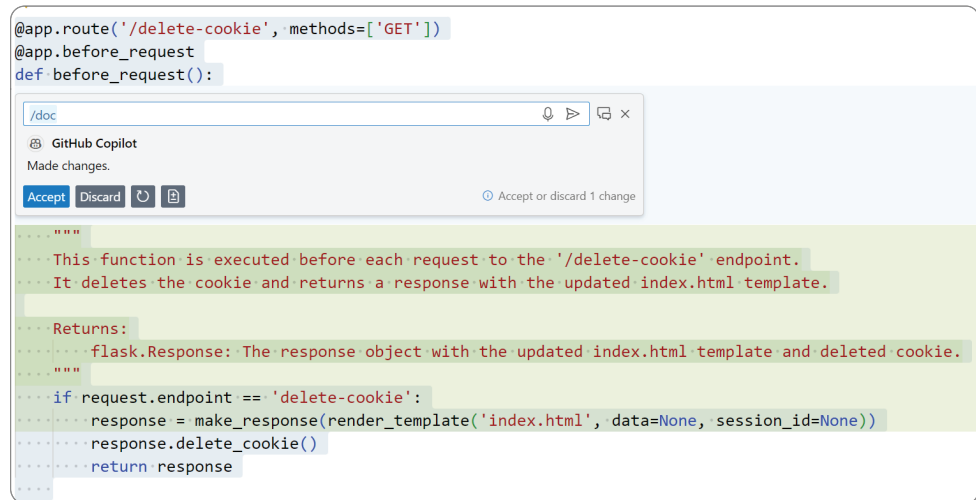 @app.route('/delete-cookie', methods=['GET'])
@app.before_request
def before_request():
/doc
GitHub Copilot
Made changes.
Accept Discard
Accept or discard 1 change
"""
This function is executed before each request to the '/delete-cookie' endpoint.
It deletes the cookie and returns a response with the updated index.html template.
Returns:
flask.Response: The response object with the updated index.html template and deleted cookie.
"""
if request.endpoint == 'delete-cookie':
response = make_response(render_template('index.html', data=None, session_id=None))
response.delete_cookie()
return response